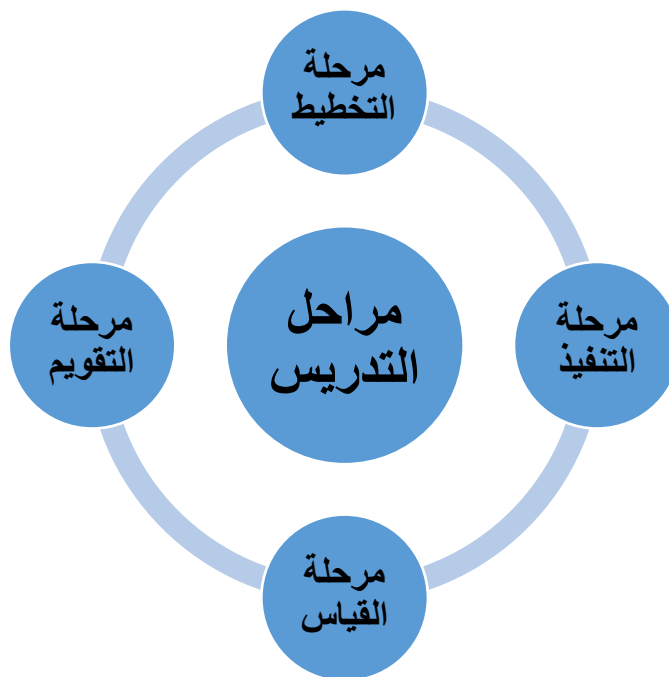 مرحلة
التخطيط
مراحل
التدريس
مرحلة
التنفيذ
مرحلة
القياس
مرحلة
التقويم